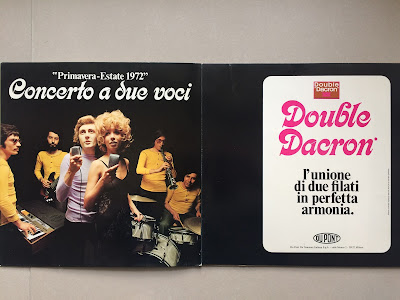 "Primavera-Estate 1972"
Concerto a due voci
Double
Dacron
Double
Dacron®
l'unione
di due filati
in perfetta
armonia.
DU PONT